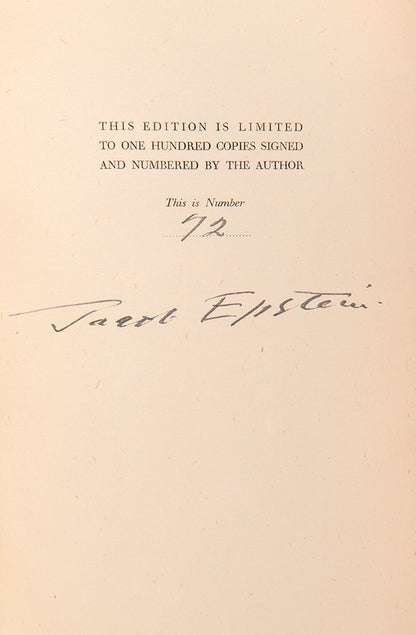 THIS EDITION IS LIMITED
TO ONE HUNDRED COPIES SIGNED
AND NUMBERED BY THE AUTHOR
This is Number
72
Jacob Epstein.